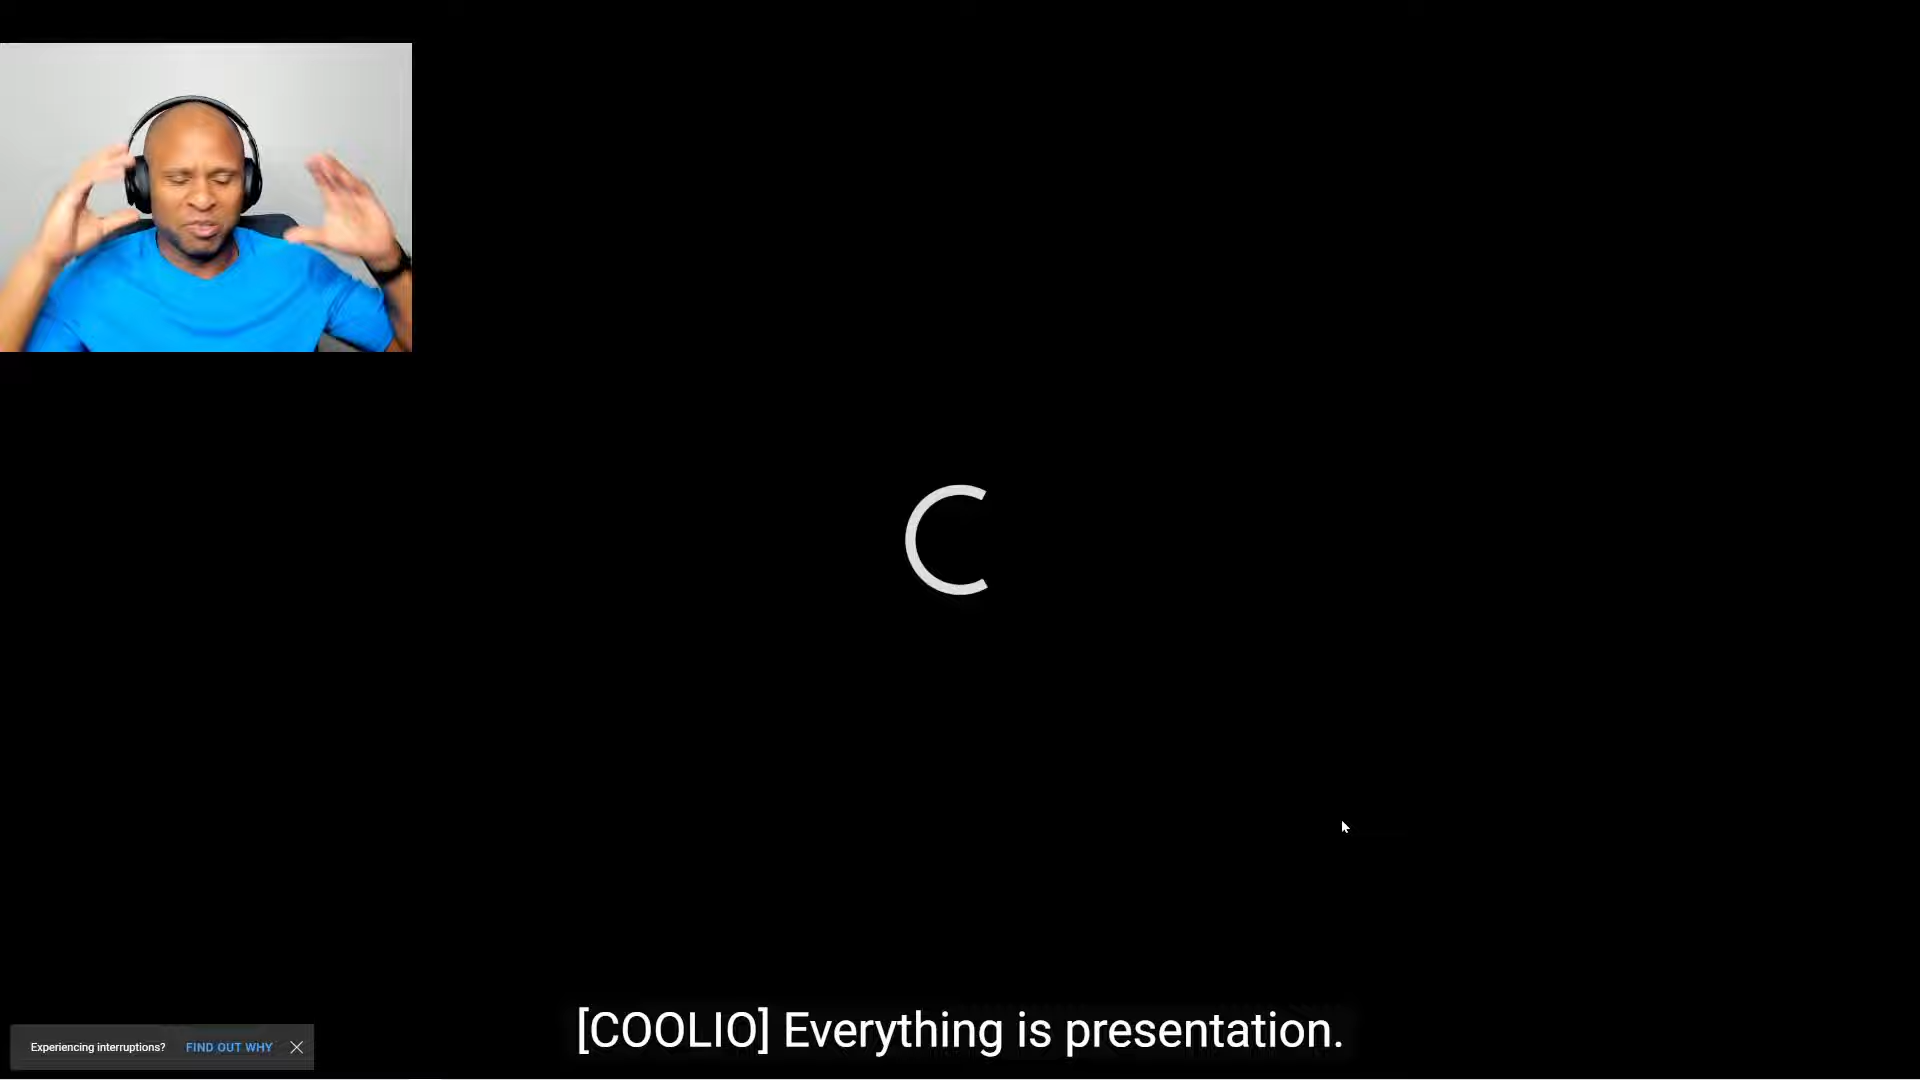 [COOLIO] Everything is presentation.
Experiencing interruptions? FIND OUT WHY